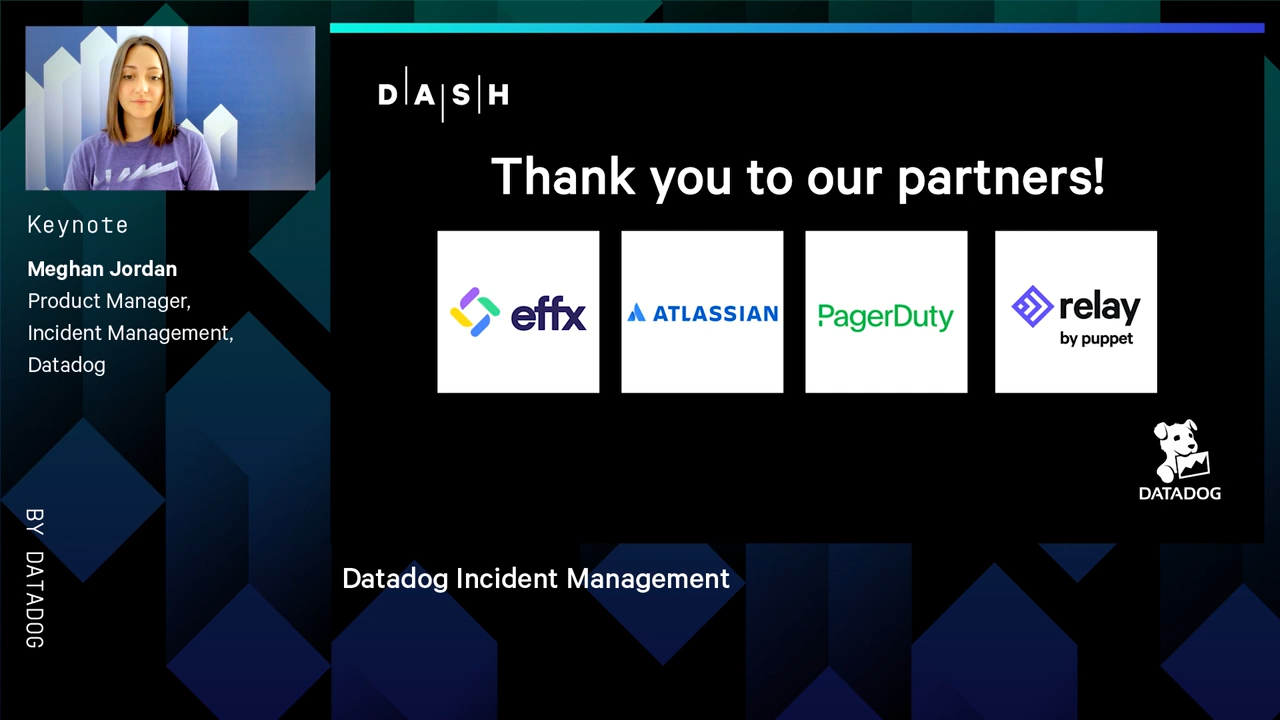 Keynote
Meghan Jordan
Product Manager,
Incident Management,
Datadog
BY DATADOG
DASH
Thank you to our partners!
effx
ATLASSIAN
PagerDuty
relay
by puppet
DATADOG
Datadog Incident Management